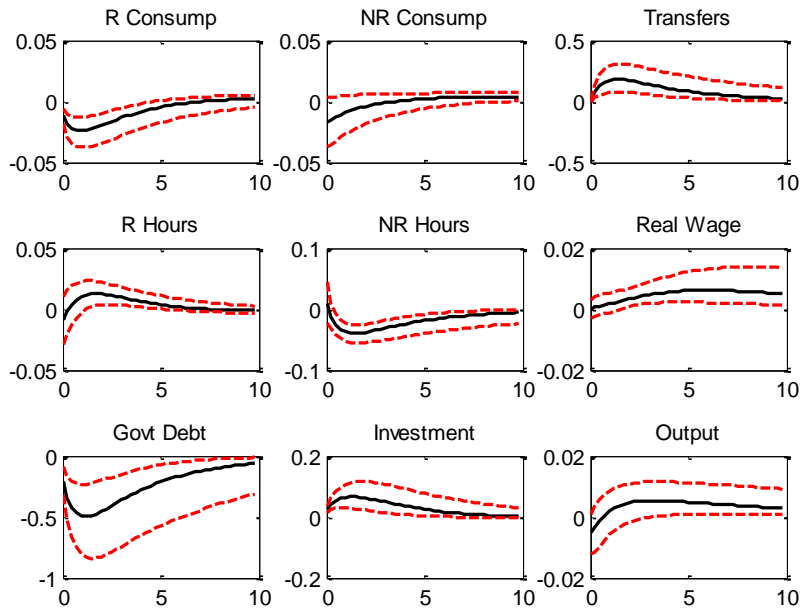 R Consump NR Consump Transfers
0.05 0.05 0.5
0 0 0
-0.05 -0.05 -0.5
0 5 10 0 5 10 0 5 10
R Hours NR Hours Real Wage
0.05 0.1 0.02
0 0 0.00
-0.05 -0.1 -0.02
0 5 10 0 5 10 0 5 10
Govt Debt Investment Output
0 0.2 0.02
-0.5 0 0.00
-1 -0.2 -0.02
0 5 10 0 5 10 0 5 10